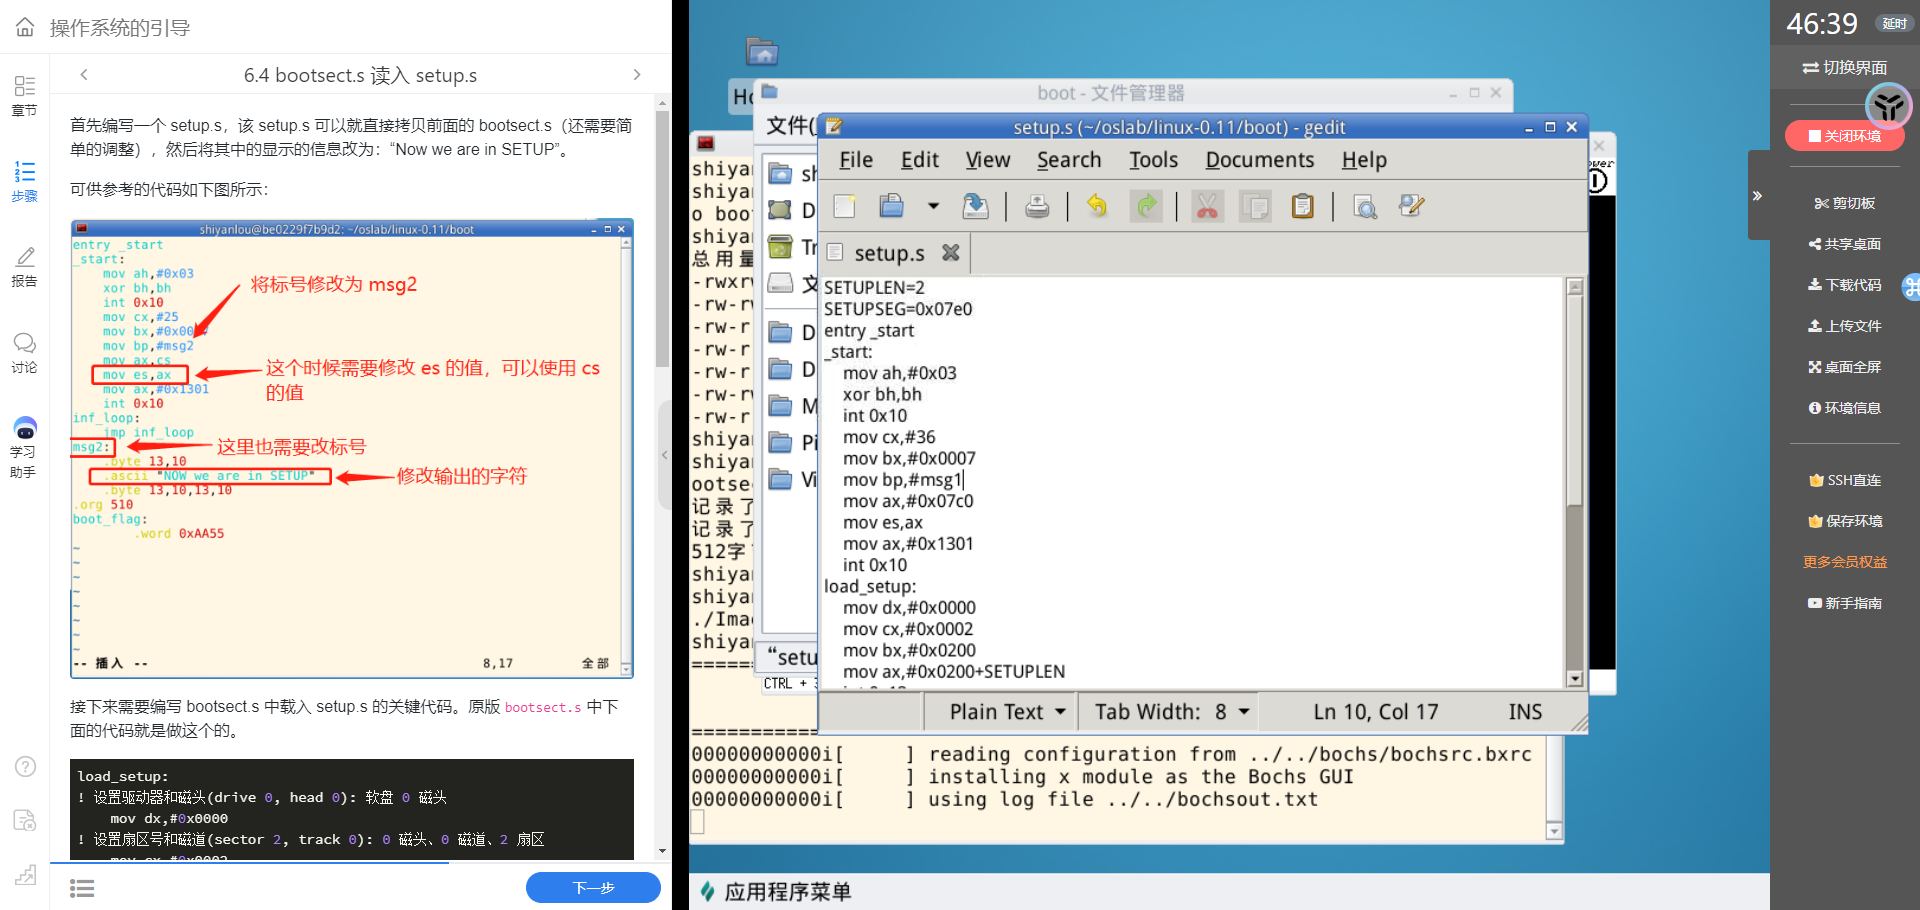 操作系统的引导
章节
步骤
报告
讨论
学习
助手
6.4 bootsect.s 读入 setup.s
首先编写一个 setup.s，该 setup.s 可以就直接拷贝前面的 bootsect.s（还需要简
单的调整），然后将其中的显示的信息改为：“Now we are in SETUP”。
可供参考的代码如下图所示：
shiyanlou@be0229f7b9d2: ~/oslab/linux-0.11/boot
entry _start
_start:
mov ah,#0x03
xor bh,bh
int 0x10
mov cx,#25
mov bx,#0x00
mov bp,#msg2
mov ax,cs
mov es,ax
mov ax,#0x1301
int 0x10
inf_loop:
jmp inf_loop
msg2:
.byte 13,10
.ascii "NOW we are in SETUP"
.byte 13,10,13,10
.org 510
boot_flag:
.word 0xAA55
~
~
~
~
~
~
~
~
-- 插入 --
8,17
全部
将标号修改为 msg2
这个时候需要修改 es 的值，可以使用 cs
的值
这里也需要改标号
修改输出的字符
接下来需要编写 bootsect.s 中载入 setup.s 的关键代码。原版 bootsect.s 中下
面的代码就是做这个的。
load_setup:
! 设置驱动器和磁头(drive 0, head 0): 软盘 0 磁头
mov dx,#0x0000
! 设置扇区号和磁道(sector 2, track 0): 0 磁头、0 磁道、2 扇区
mov cx,#0x0002
下一步
Ho
boot - 文件管理器
文件(
sh
D
Tr
文
D
D
M
Pi
Vi
“setu
CTRL + 3
shiyan
shiyan
o boo
shiyan
总用量
-rwxrw
-rw-r
-rw-r
-rw-r
-rw-r
-rw-rw
-rw-r
shiyan
shiyan
ootsec
记录了
记录了
512字
shiyan
shiyan
./Ima
shiyan
setup.s (~/oslab/linux-0.11/boot) - gedit
File Edit View Search Tools Documents Help
setup.s
SETUPLEN=2
SETUPSEG=0x07e0
entry _start
_start:
mov ah,#0x03
xor bh,bh
int 0x10
mov cx,#36
mov bx,#0x0007
mov bp,#msg1
mov ax,#0x07c0
mov es,ax
mov ax,#0x1301
int 0x10
load_setup:
mov dx,#0x0000
mov cx,#0x0002
mov bx,#0x0200
mov ax,#0x0200+SETUPLEN
Plain Text Tab Width: 8 Ln 10, Col 17 INS
00000000000i[ ] reading configuration from ../../bochs/bochsrc.bxrc
00000000000i[ ] installing x module as the Bochs GUI
00000000000i[ ] using log file ../../bochsout.txt
应用程序菜单
46:39 延时
切换界面
关闭环境
剪切板
共享桌面
下载代码
上传文件
桌面全屏
环境信息
SSH直连
保存环境
更多会员权益
新手指南